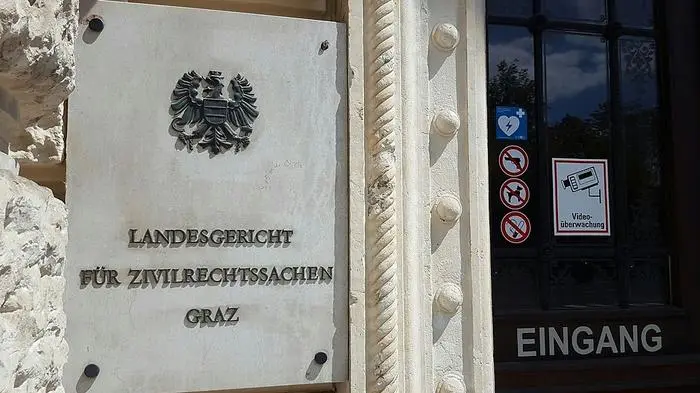 LANDESGERICHT
FÜR ZIVILRECHTSSACHEN
GRAZ
Video-
überwachung
EINGANG